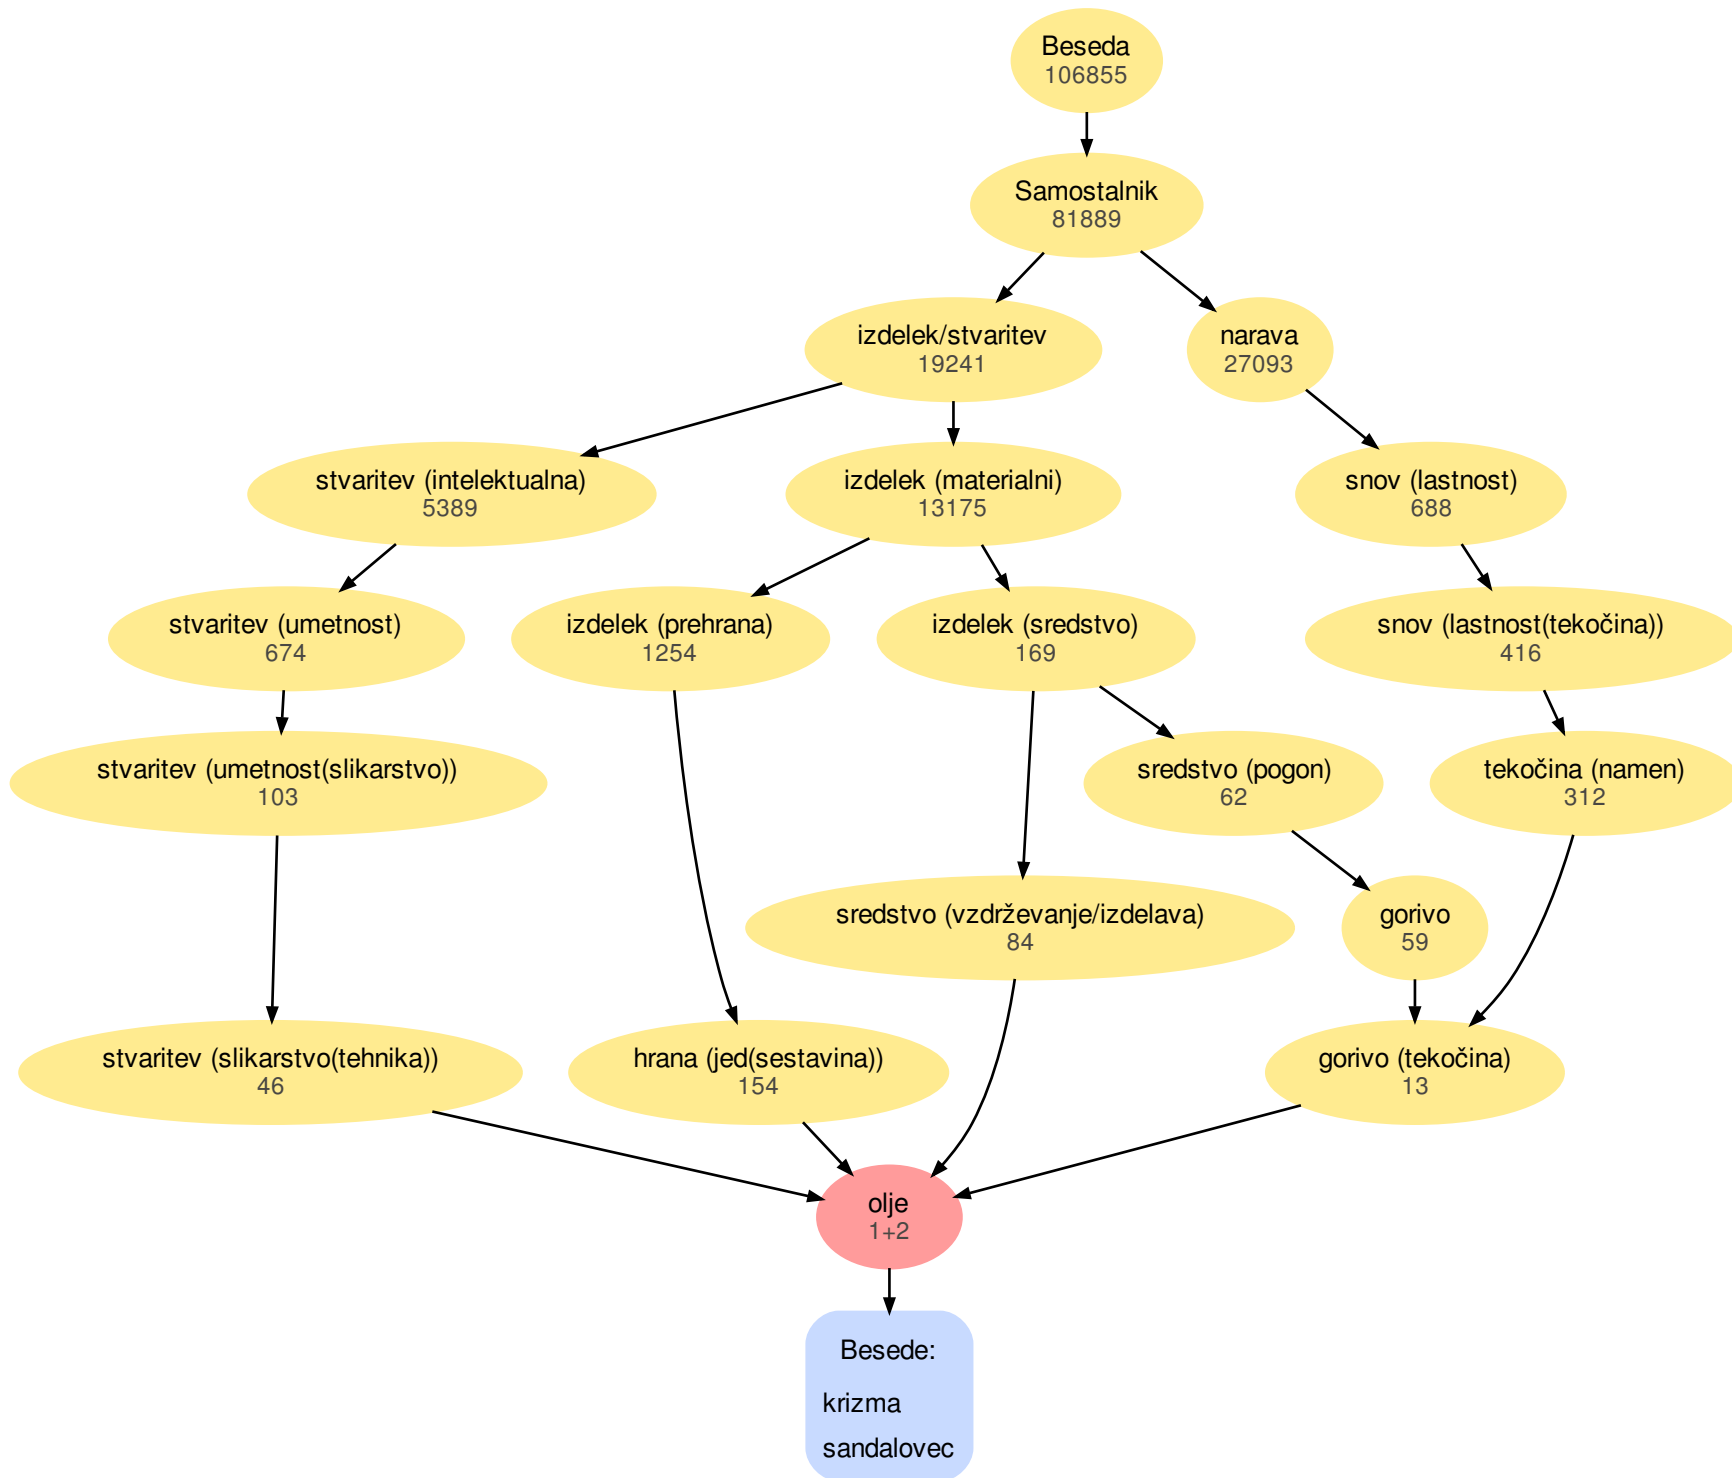 Beseda
106855
Samostalnik
81889
izdelek/stvaritev
19241
narava
27093
stvaritev (intelektualna)
5389
izdelek (materialni)
13175
snov (lastnost)
688
stvaritev (umetnost)
674
izdelek (prehrana)
1254
izdelek (sredstvo)
169
snov (lastnost(tekočina))
416
stvaritev (umetnost(slikarstvo))
103
sredstvo (pogon)
62
tekočina (namen)
312
sredstvo (vzdrževanje/izdelava)
84
gorivo
59
stvaritev (slikarstvo(tehnika))
46
hrana (jed(sestavina))
154
gorivo (tekočina)
13
olje
1+2
Besede:
krizma
sandalovec